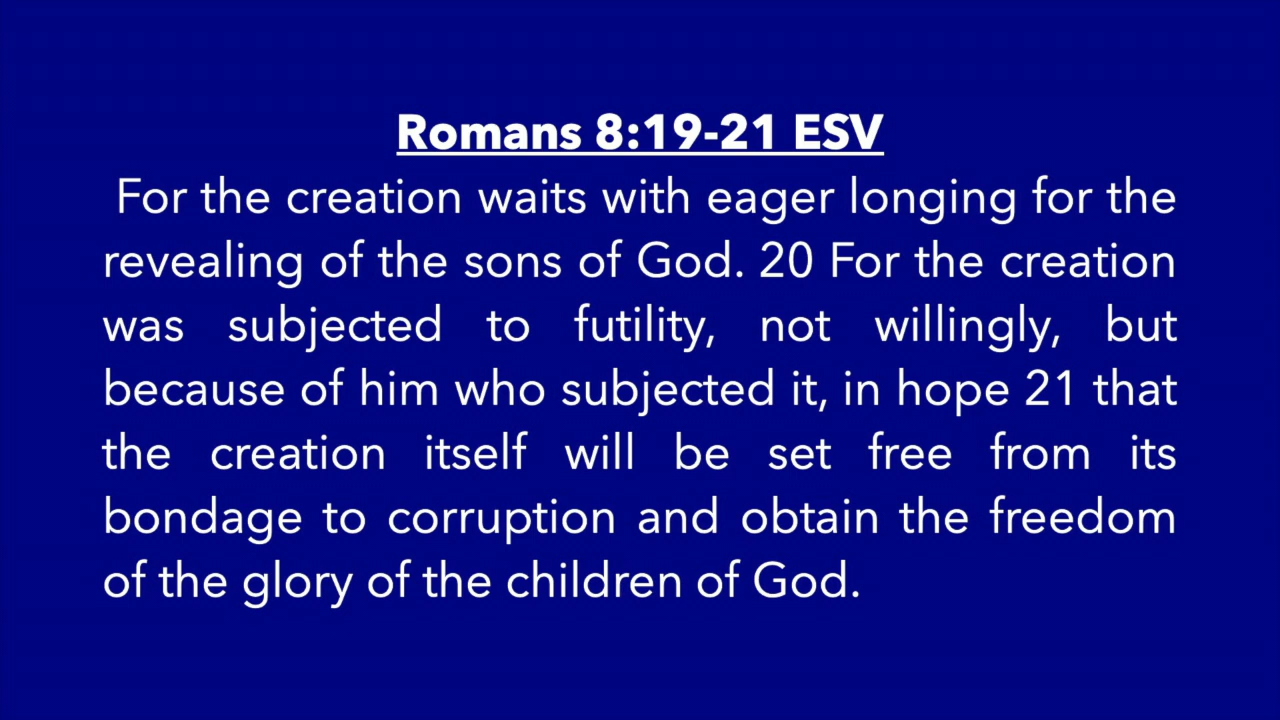 Romans 8:19-21 ESV
For the creation waits with eager longing for the
revealing of the sons of God. 20 For the creation
was subjected to futility, not willingly, but
because of him who subjected it, in hope 21 that
the creation itself will be set free from its
bondage to corruption and obtain the freedom
of the glory of the children of God.